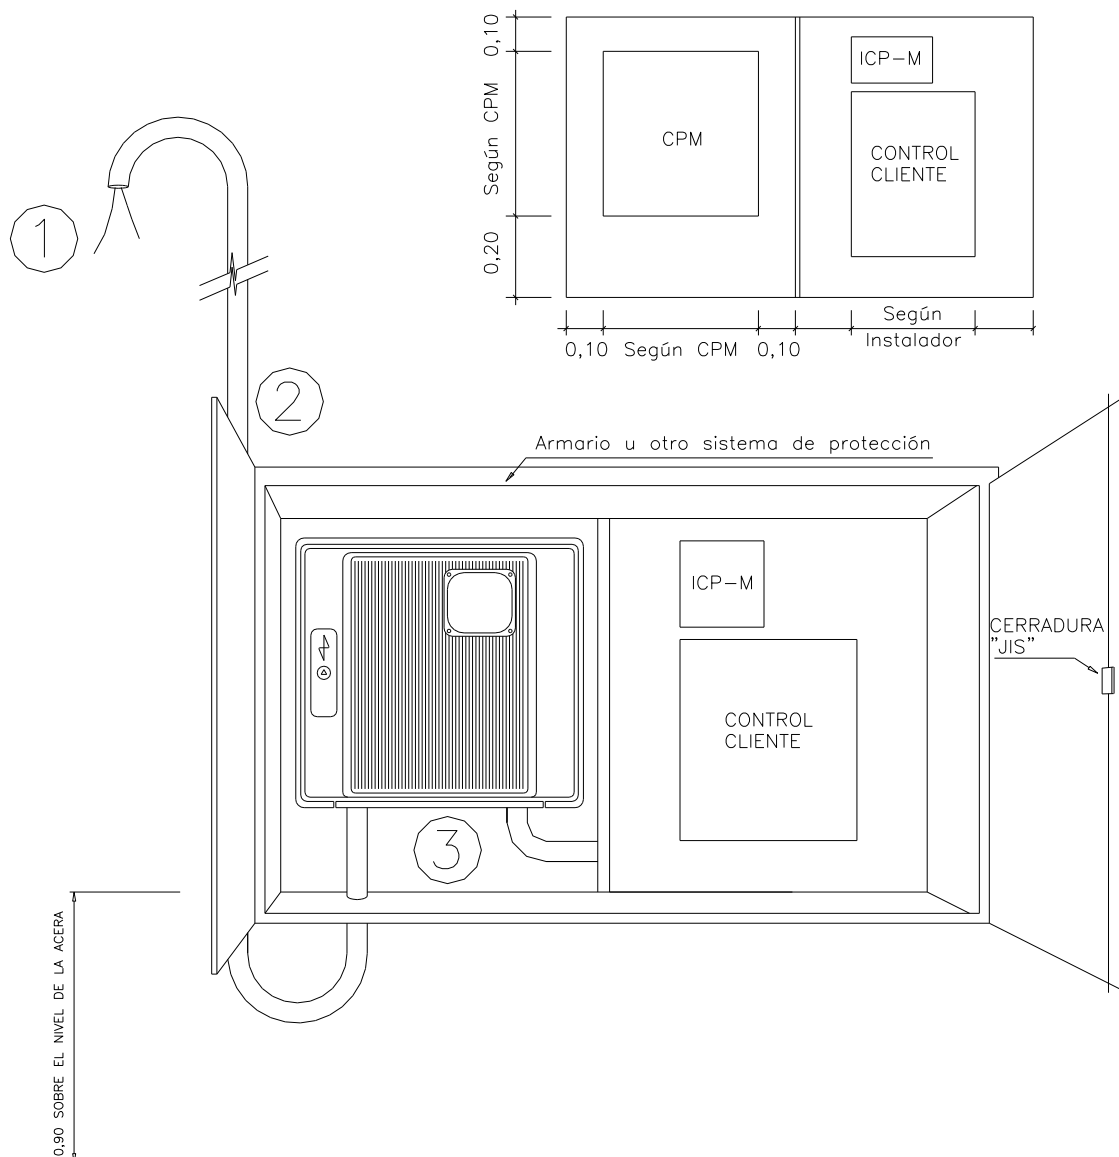 0,10
Según CPM
0,20
CPM
ICP-M
CONTROL
CLIENTE
0,10 Según CPM 0,10
Según
Instalador
1
2
Armario u otro sistema de protección
ICP-M
CONTROL
CLIENTE
CERRADURA
"JIS"
3
0,90 SOBRE EL NIVEL DE LA ACERA